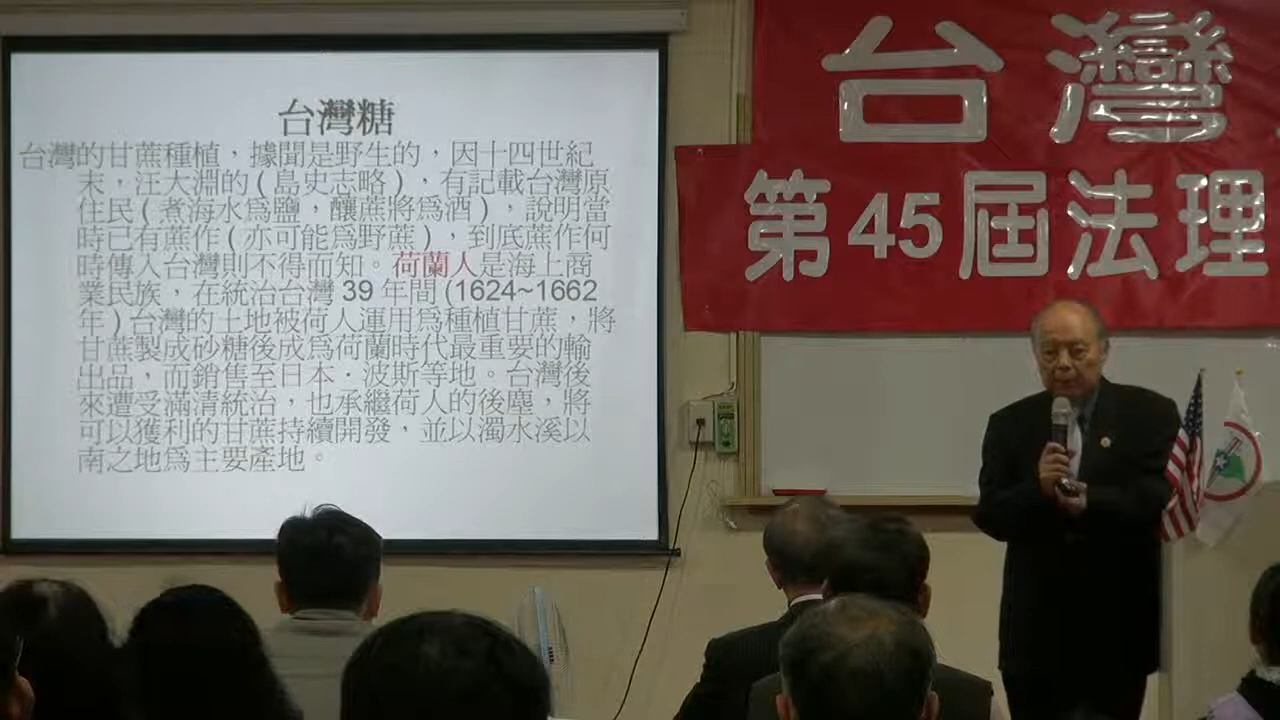 台灣糖
台灣的甘蔗種植，據聞是野生的，因十四世紀
末，汪大淵的(島史志略)，有記載台灣原
住民(煮海水爲鹽，釀蔗將爲酒)，說明當
時已有蔗作(亦可能爲野蔗)，到底蔗作何
時傳入台灣則不得而知。荷蘭人是海上商
業民族，在統治台灣39年間(1624~1662
年)台灣的土地被荷人運用爲種植甘蔗，將
甘蔗製成砂糖後成爲荷蘭時代最重要的輸
出品，而銷售至日本．波斯等地。台灣後
來遭受滿清統治，也承繼荷人的後塵，將
可以獲利的甘蔗持續開發，並以濁水溪以
南之地爲主要產地。
台灣
第45屆法理